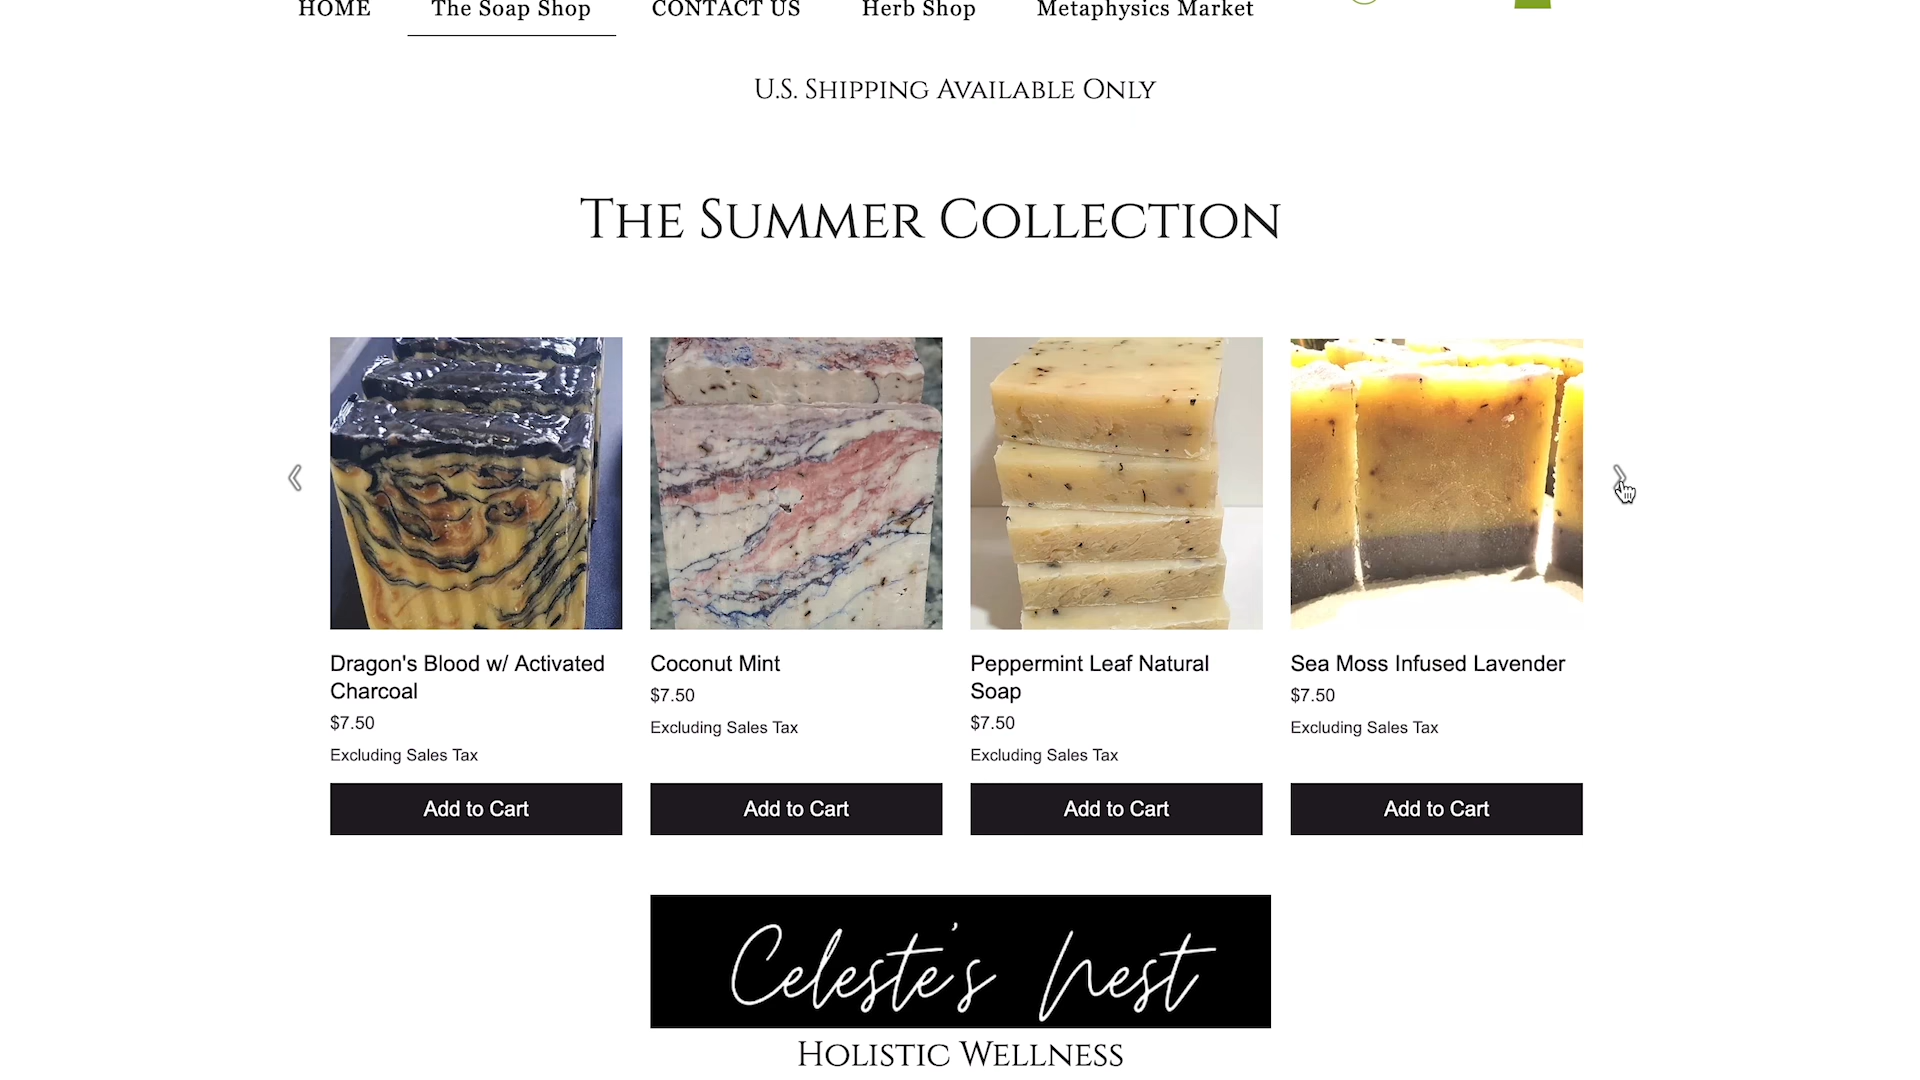 HOME The Soap Shop CONTACT US Herb Shop Metaphysics Market
U.S. Shipping Available Only
The Summer Collection
Dragon's Blood w/ Activated
Charcoal
$7.50
Excluding Sales Tax
Add to Cart
Coconut Mint
$7.50
Excluding Sales Tax
Add to Cart
Peppermint Leaf Natural
Soap
$7.50
Excluding Sales Tax
Add to Cart
Sea Moss Infused Lavender
$7.50
Excluding Sales Tax
Add to Cart
Celeste's Nest
Holistic Wellness